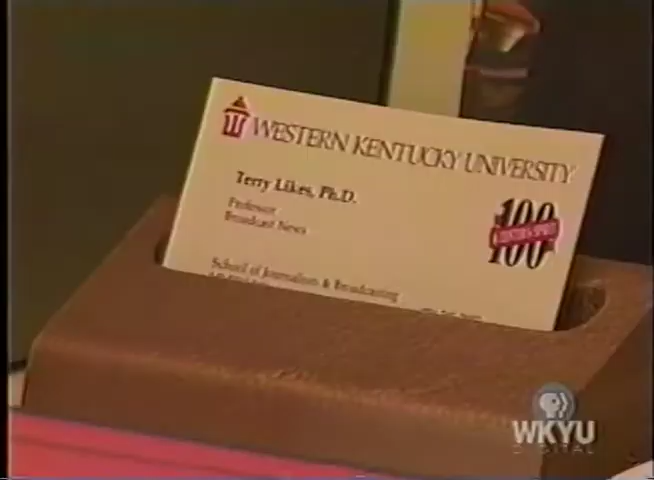 WESTERN KENTUCKY UNIVERSITY
Terry Likes, Ph.D.
Professor
Broadcast News
100
School of Journalism & Broadcasting
WKYU
DIGITAL